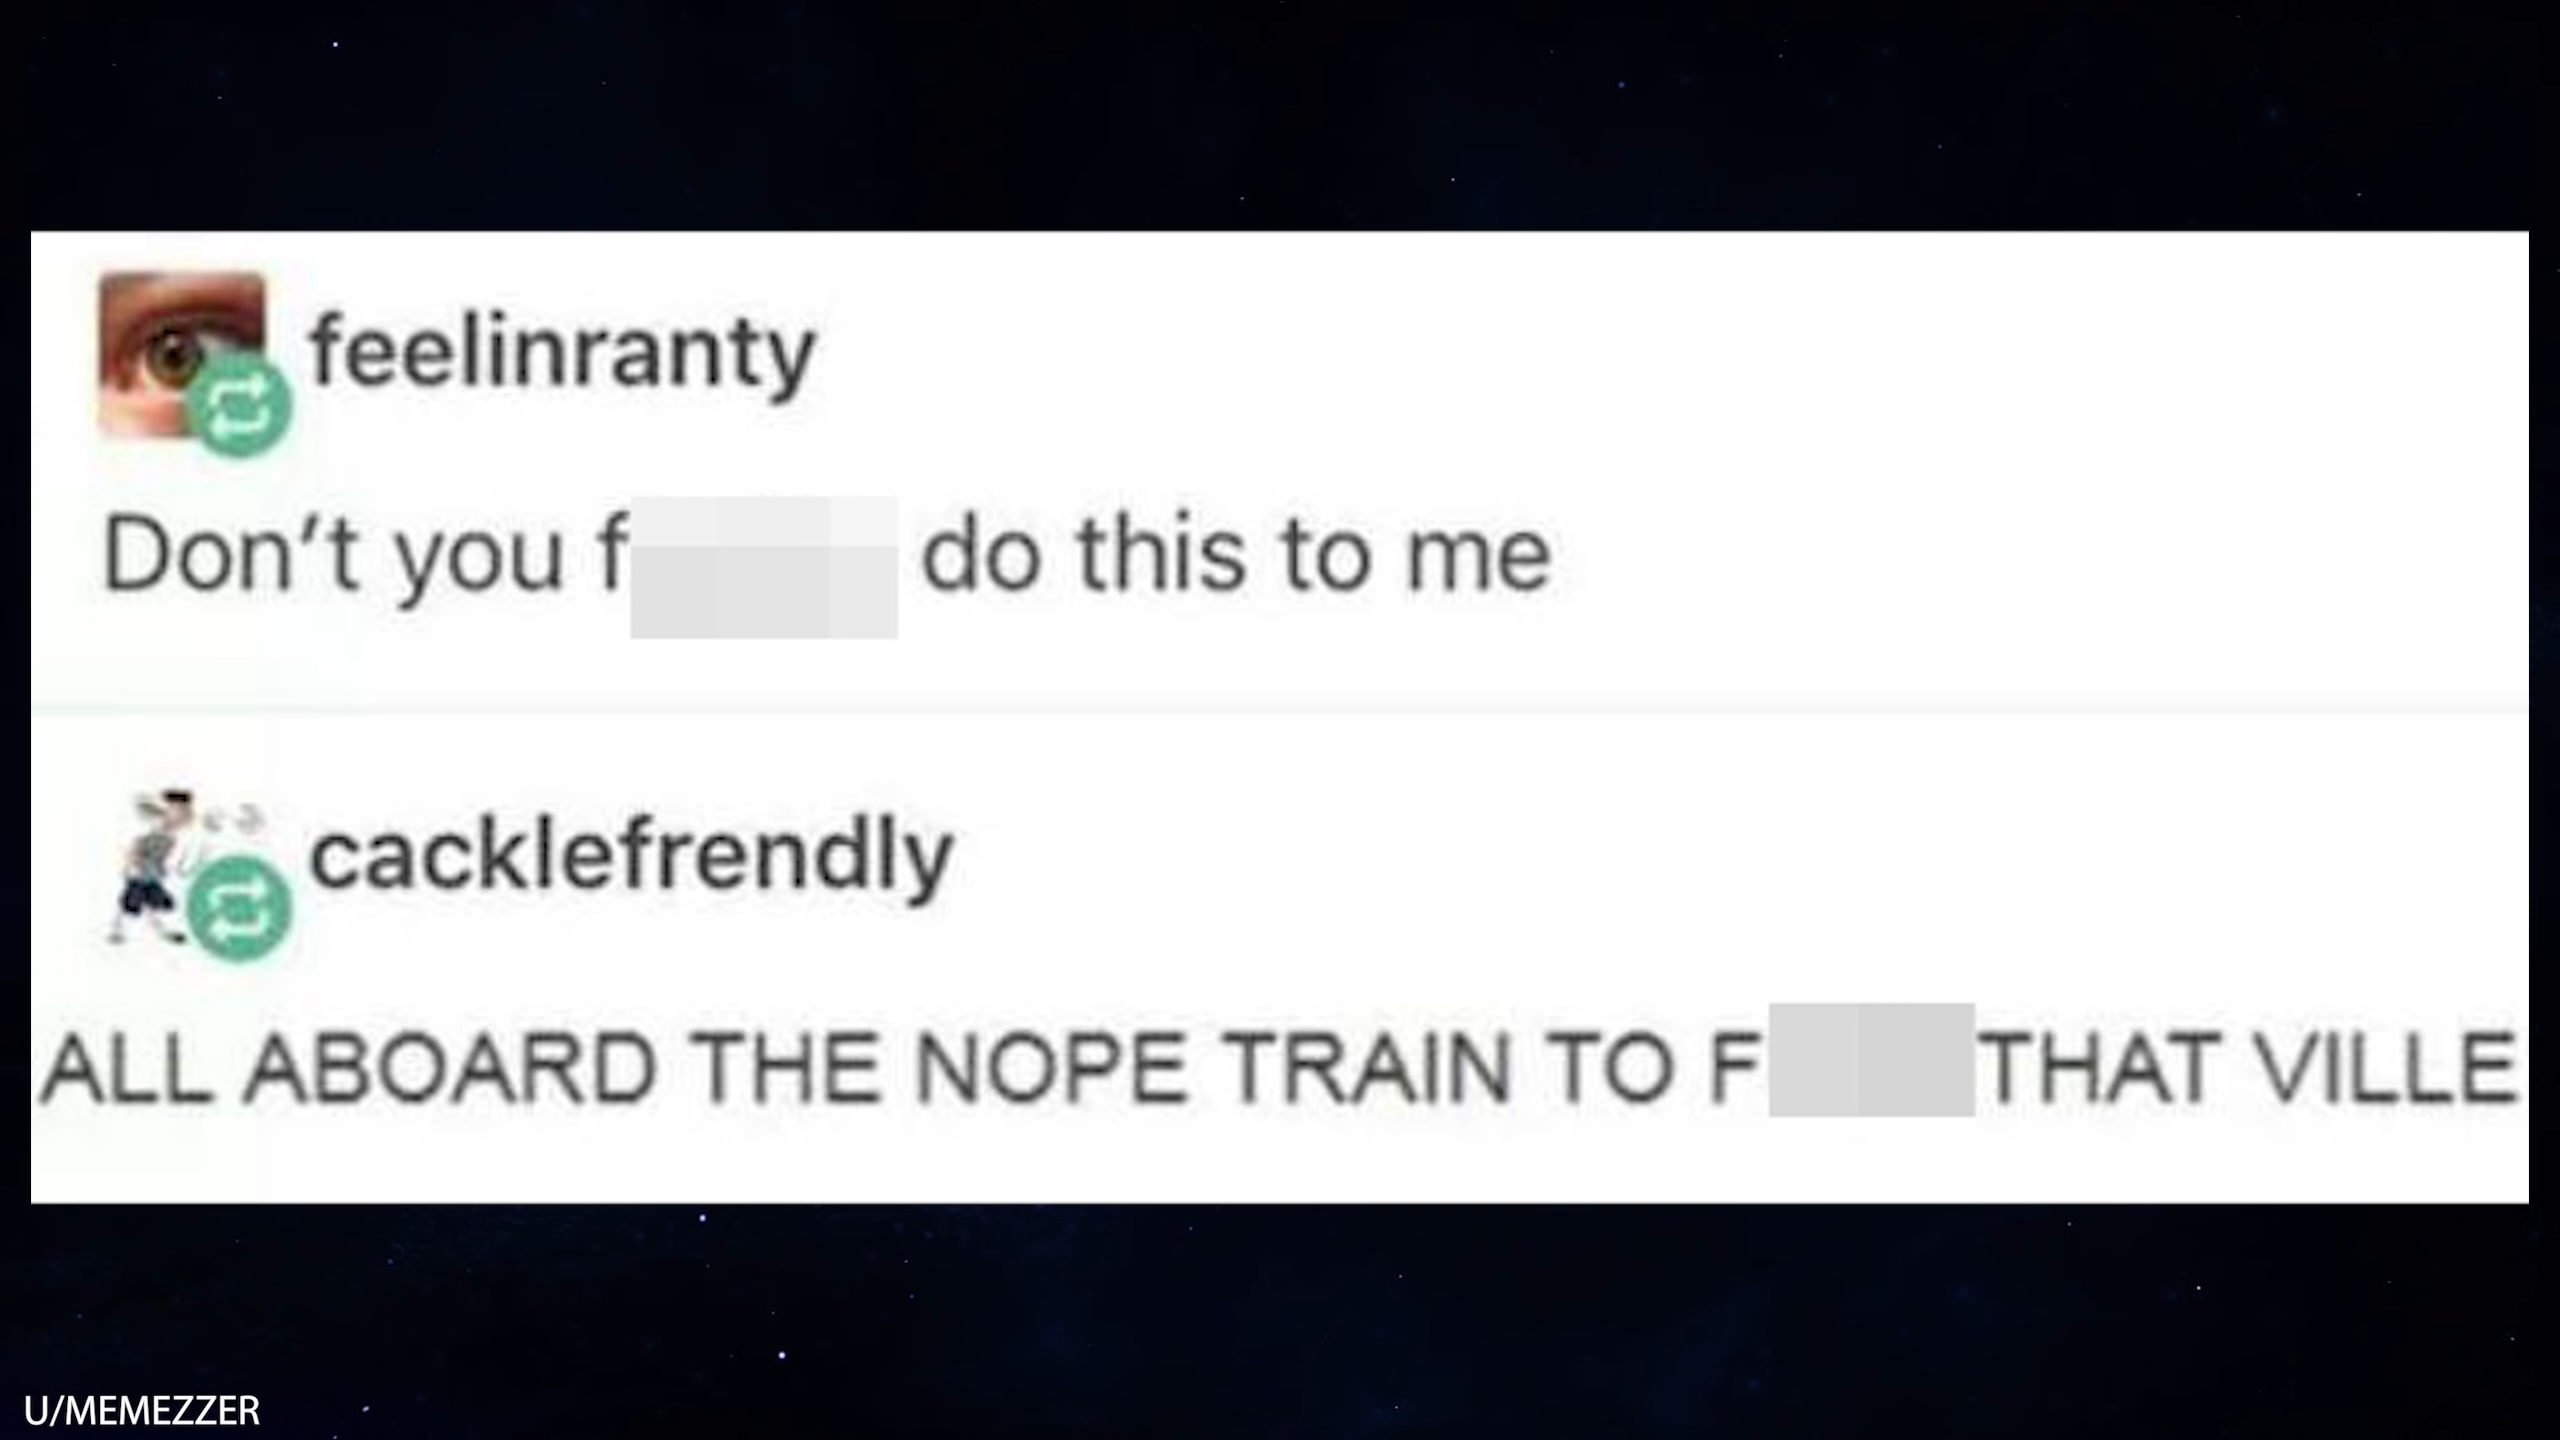 feelinranty
Don't you f do this to me
cacklefrendly
ALL ABOARD THE NOPE TRAIN TO F THAT VILLE
U/MEMEZZER